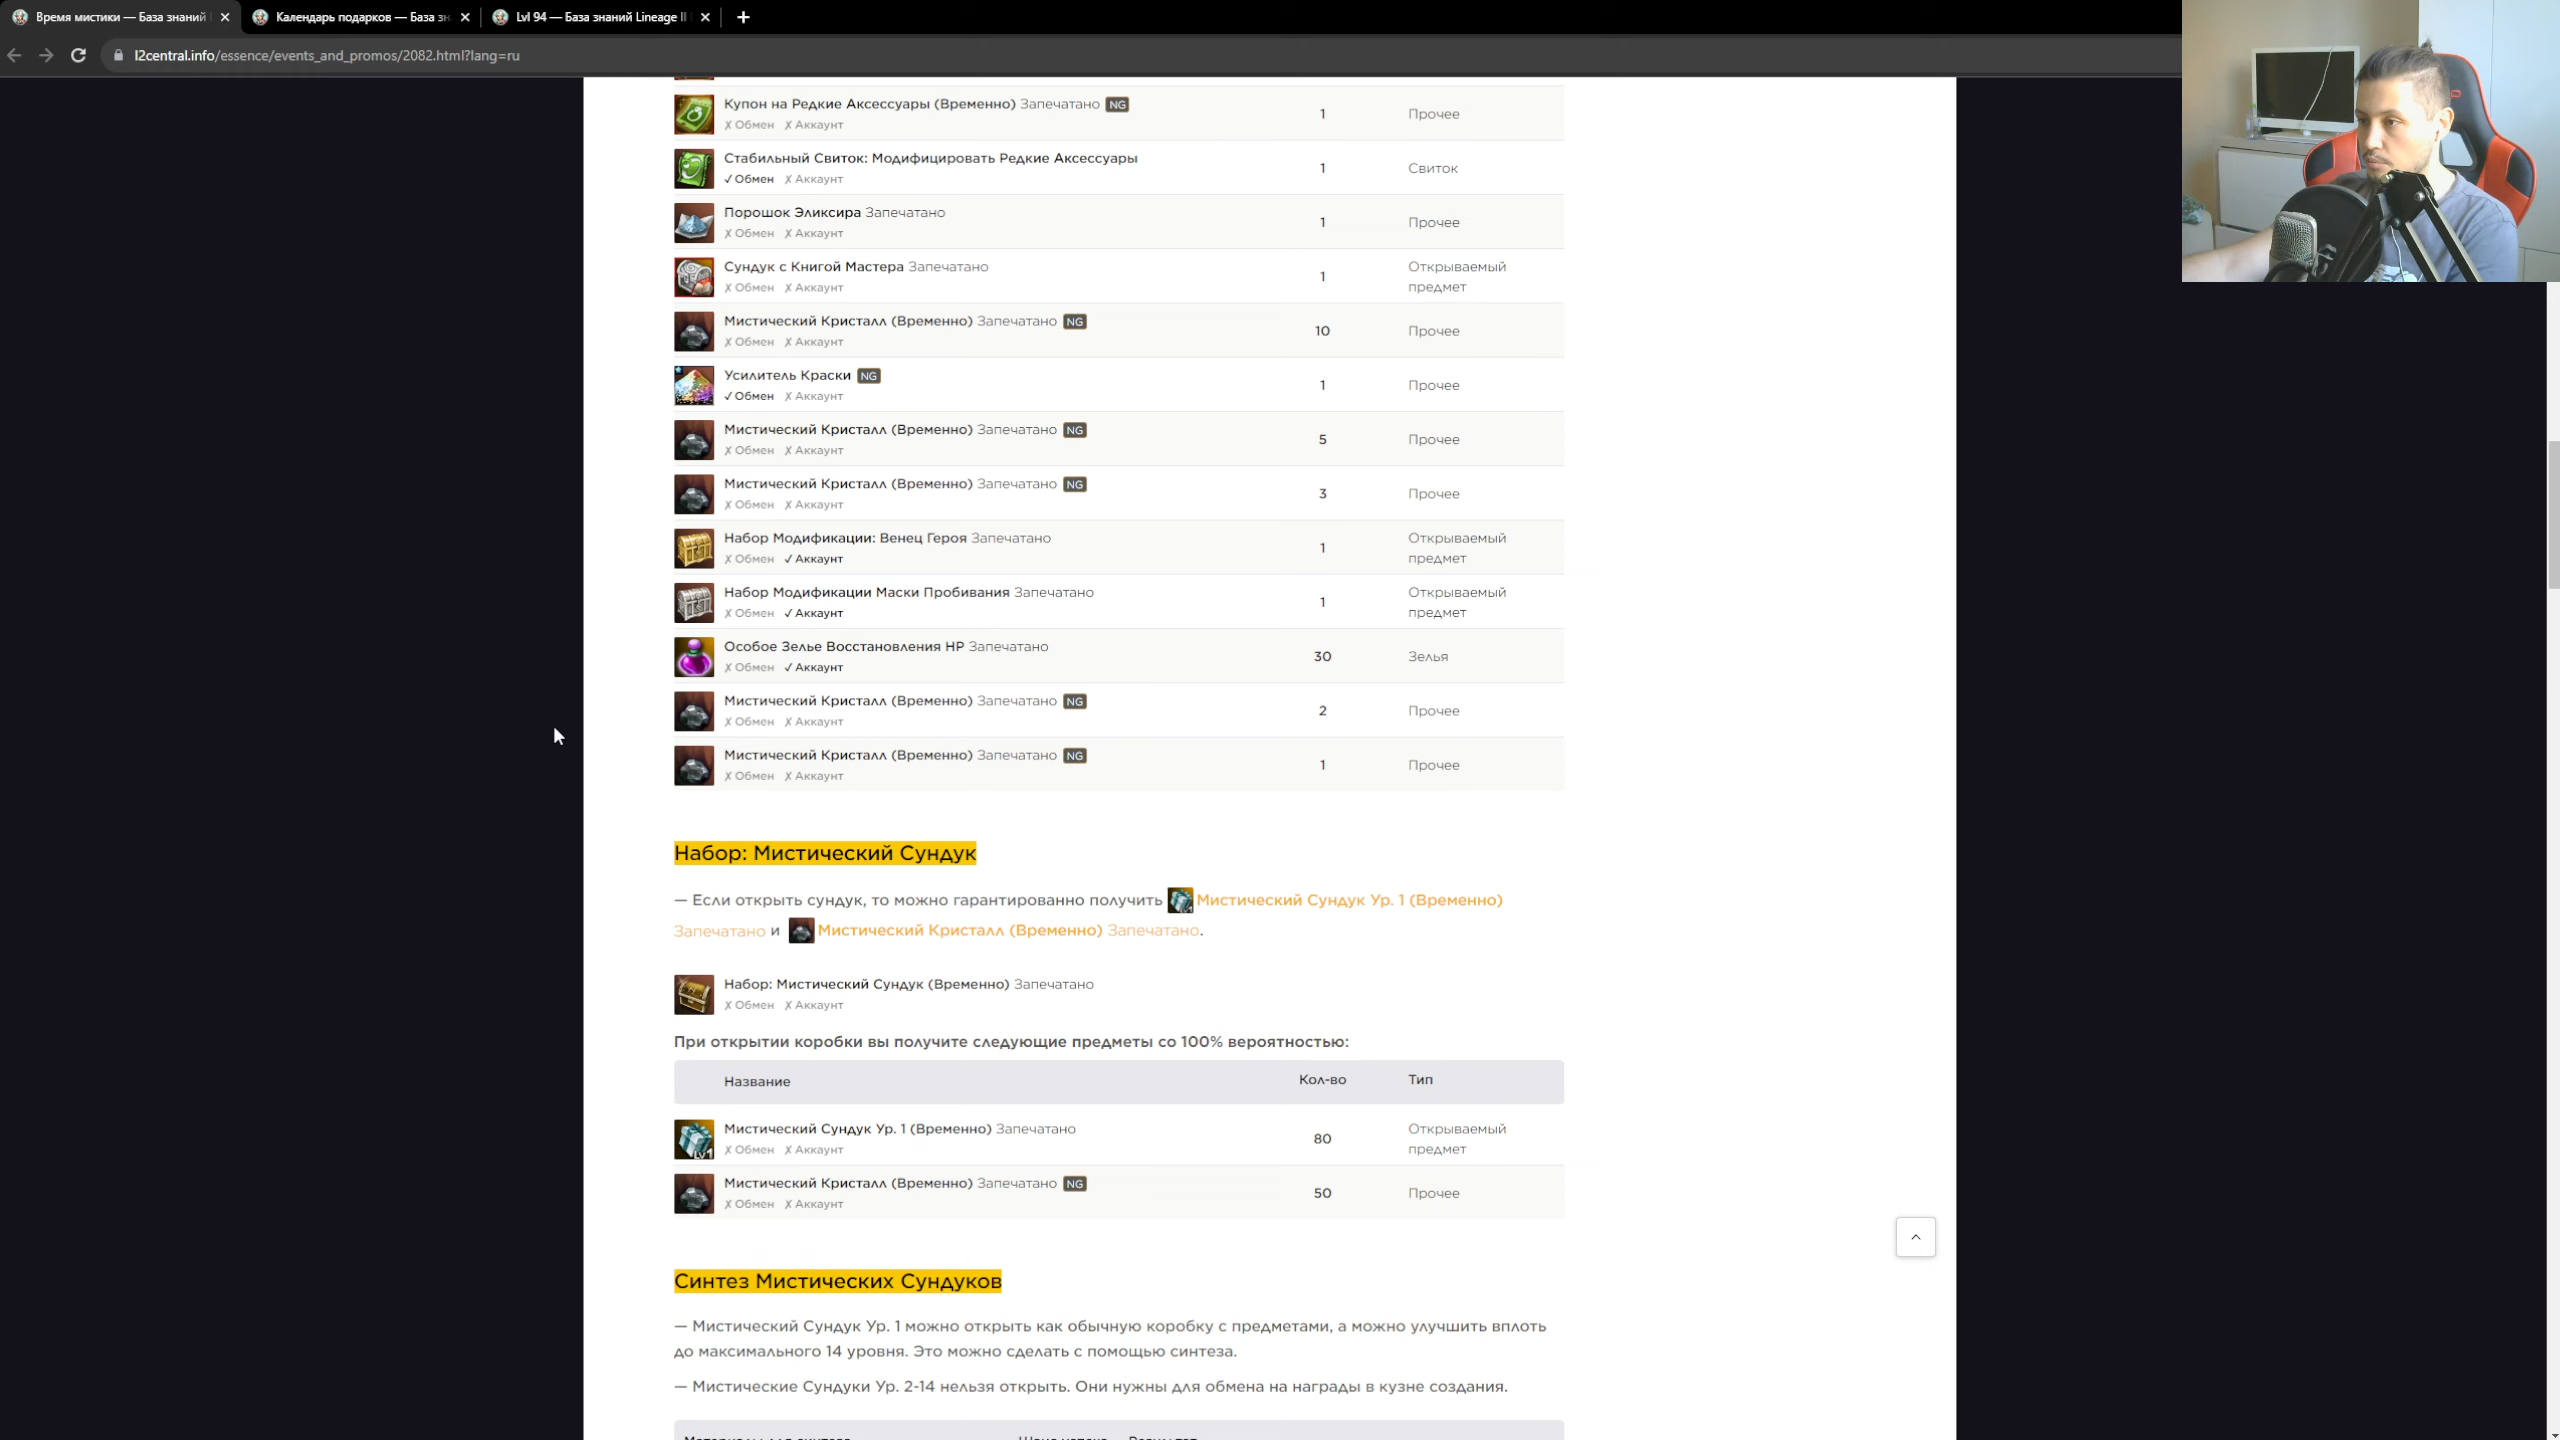 Время мистики — База знаний
Календарь подарков — База зн
Lvl 94 — База знаний Lineage II
l2central.info/essence/events_and_promos/2082.html?lang=ru
Купон на Редкие Аксессуары (Временно) Запечатано NG
✗ Обмен ✗ Аккаунт
1
Прочее
Стабильный Свиток: Модифицировать Редкие Аксессуары
✓ Обмен ✗ Аккаунт
1
Свиток
Порошок Эликсира Запечатано
✗ Обмен ✗ Аккаунт
1
Прочее
Сундук с Книгой Мастера Запечатано
✗ Обмен ✗ Аккаунт
1
Открываемый
предмет
Мистический Кристалл (Временно) Запечатано NG
✗ Обмен ✗ Аккаунт
10
Прочее
Усилитель Краски NG
✓ Обмен ✗ Аккаунт
1
Прочее
Мистический Кристалл (Временно) Запечатано NG
✗ Обмен ✗ Аккаунт
5
Прочее
Мистический Кристалл (Временно) Запечатано NG
✗ Обмен ✗ Аккаунт
3
Прочее
Набор Модификации: Венец Героя Запечатано
✗ Обмен ✓ Аккаунт
1
Открываемый
предмет
Набор Модификации Маски Пробивания Запечатано
✗ Обмен ✓ Аккаунт
1
Открываемый
предмет
Особое Зелье Восстановления HP Запечатано
✗ Обмен ✓ Аккаунт
30
Зелья
Мистический Кристалл (Временно) Запечатано NG
✗ Обмен ✗ Аккаунт
2
Прочее
Мистический Кристалл (Временно) Запечатано NG
✗ Обмен ✗ Аккаунт
1
Прочее
Набор: Мистический Сундук
— Если открыть сундук, то можно гарантированно получить Мистический Сундук Ур. 1 (Временно)
Запечатано и Мистический Кристалл (Временно) Запечатано.
Набор: Мистический Сундук (Временно) Запечатано
✗ Обмен ✗ Аккаунт
При открытии коробки вы получите следующие предметы со 100% вероятностью:
Название Кол-во Тип
Мистический Сундук Ур. 1 (Временно) Запечатано
✗ Обмен ✗ Аккаунт
80
Открываемый
предмет
Lv1
Мистический Кристалл (Временно) Запечатано NG
✗ Обмен ✗ Аккаунт
50
Прочее
Синтез Мистических Сундуков
— Мистический Сундук Ур. 1 можно открыть как обычную коробку с предметами, а можно улучшить вплоть
до максимального 14 уровня. Это можно сделать с помощью синтеза.
— Мистические Сундуки Ур. 2-14 нельзя открыть. Они нужны для обмена на награды в кузне создания.